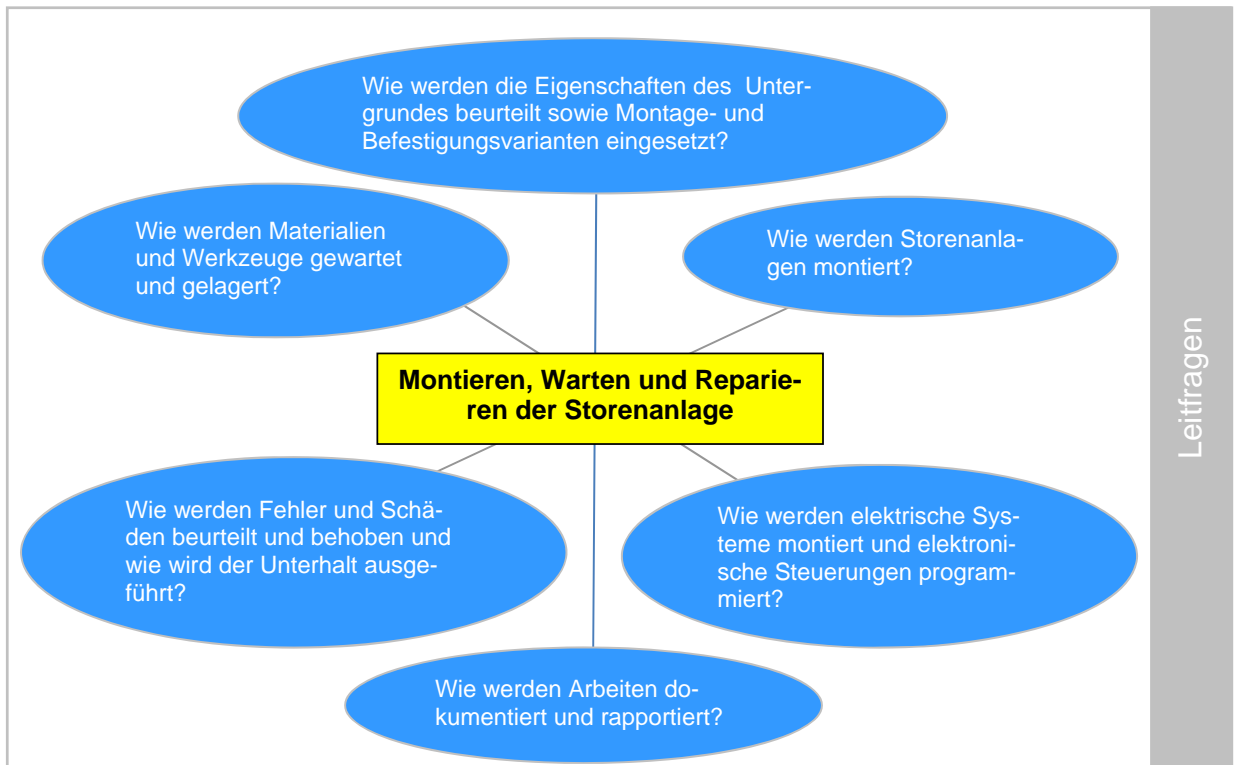 Wie werden die Eigenschaften des  Unter-
grundes beurteilt sowie Montage- und
Befestigungsvarianten eingesetzt?
Wie werden Materialien
und Werkzeuge gewartet
und gelagert?
Wie werden Storenanla-
gen montiert?
Montieren, Warten und Reparie-
ren der Storenanlage
Wie werden Fehler und Schä-
den beurteilt und behoben und
wie wird der Unterhalt ausge-
führt?
Wie werden elektrische Sys-
teme montiert und elektroni-
sche Steuerungen program-
miert?
Wie werden Arbeiten do-
kumentiert und rapportiert?
Leitfragen